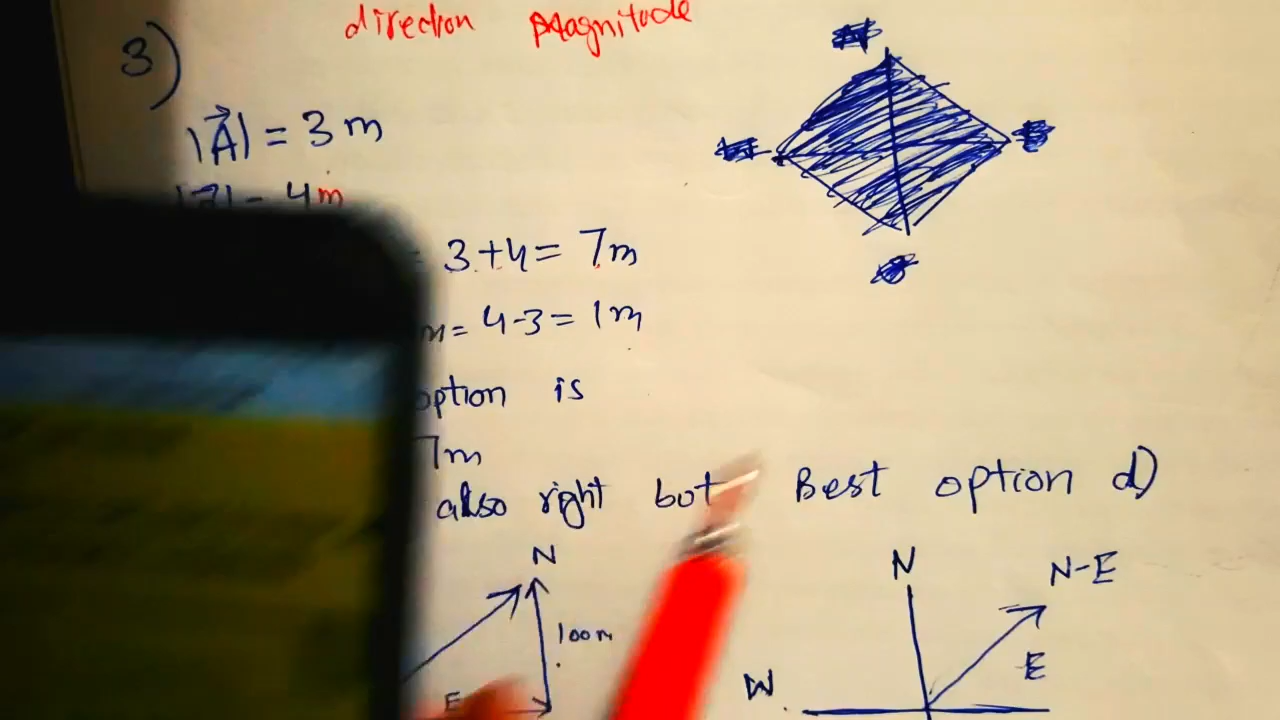 direction Magnitude
3)
|A⃗| = 3 m
= 4m
= 3+4 = 7m
m = 4-3 = 1m
option is
7m
also right but Best option d)
N
100m
E
N
N-E
E
W